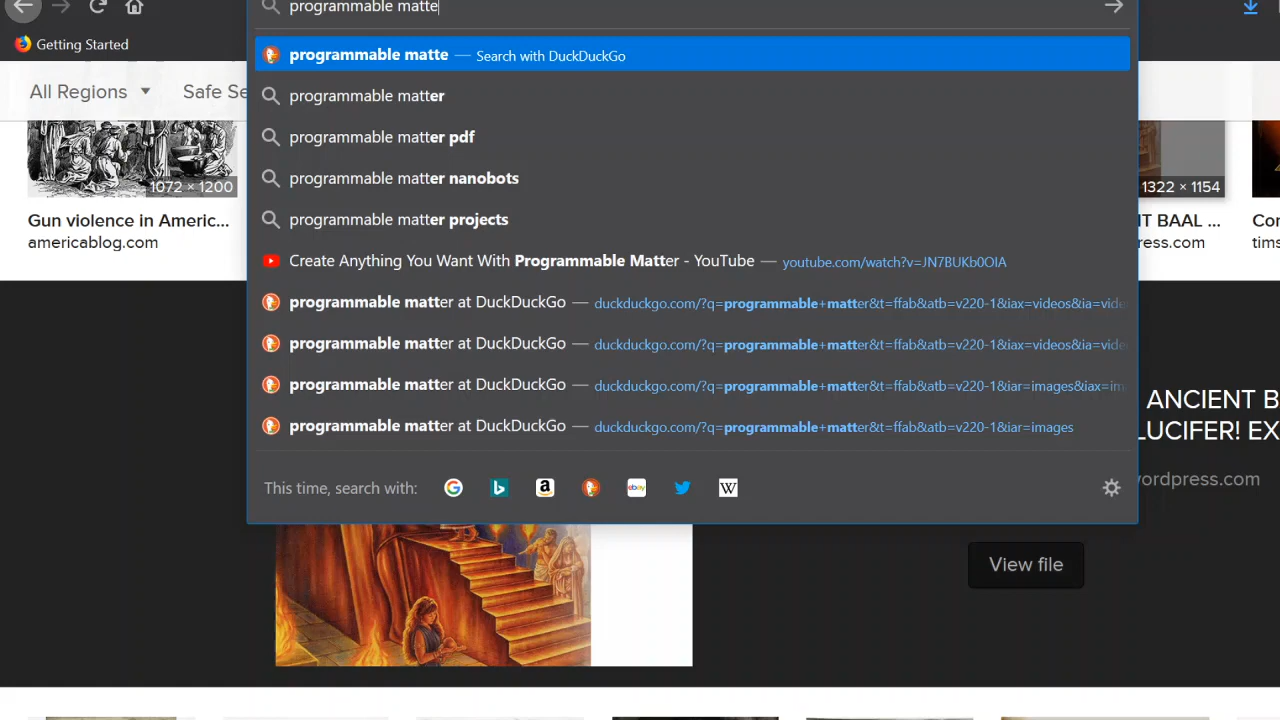 programmable matte
Getting Started
programmable matte — Search with DuckDuckGo
All Regions
Safe Se
programmable matter
programmable matter pdf
programmable matter nanobots
programmable matter projects
1072 × 1200
1322 × 1154
Gun violence in Americ...
americablog.com
IT BAAL ...
ress.com
Cor
tims
Create Anything You Want With Programmable Matter - YouTube — youtube.com/watch?v=JN7BUKb0OIA
programmable matter at DuckDuckGo — duckduckgo.com/?q=programmable+matter&t=ffab&atb=v220-1&iax=videos&ia=vide
programmable matter at DuckDuckGo — duckduckgo.com/?q=programmable+matter&t=ffab&atb=v220-1&iax=videos&ia=vide
programmable matter at DuckDuckGo — duckduckgo.com/?q=programmable+matter&t=ffab&atb=v220-1&iar=images&iax=im
programmable matter at DuckDuckGo — duckduckgo.com/?q=programmable+matter&t=ffab&atb=v220-1&iar=images
ANCIENT B
LUCIFER! EX
wordpress.com
This time, search with:
View file